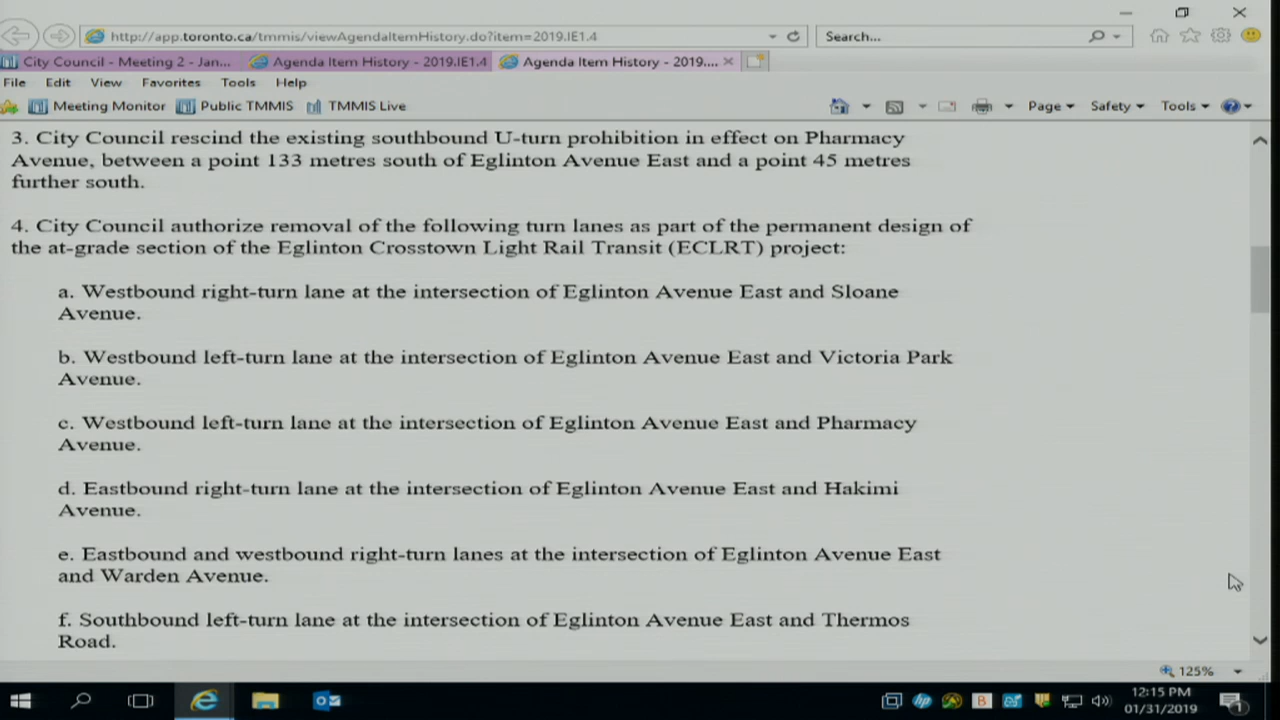 http://app.toronto.ca/tmmis/viewAgendaItemHistory.do?item=2019.IE1.4
Search...
City Council - Meeting 2 - Jan...
Agenda Item History - 2019.IE1.4
Agenda Item History - 2019....
File Edit View Favorites Tools Help
Meeting Monitor Public TMMIS TMMIS Live
Page Safety Tools
3. City Council rescind the existing southbound U-turn prohibition in effect on Pharmacy
Avenue, between a point 133 metres south of Eglinton Avenue East and a point 45 metres
further south.
4. City Council authorize removal of the following turn lanes as part of the permanent design of
the at-grade section of the Eglinton Crosstown Light Rail Transit (ECLRT) project:
a. Westbound right-turn lane at the intersection of Eglinton Avenue East and Sloane
Avenue.
b. Westbound left-turn lane at the intersection of Eglinton Avenue East and Victoria Park
Avenue.
c. Westbound left-turn lane at the intersection of Eglinton Avenue East and Pharmacy
Avenue.
d. Eastbound right-turn lane at the intersection of Eglinton Avenue East and Hakimi
Avenue.
e. Eastbound and westbound right-turn lanes at the intersection of Eglinton Avenue East
and Warden Avenue.
f. Southbound left-turn lane at the intersection of Eglinton Avenue East and Thermos
Road.
125%
12:15 PM
01/31/2019